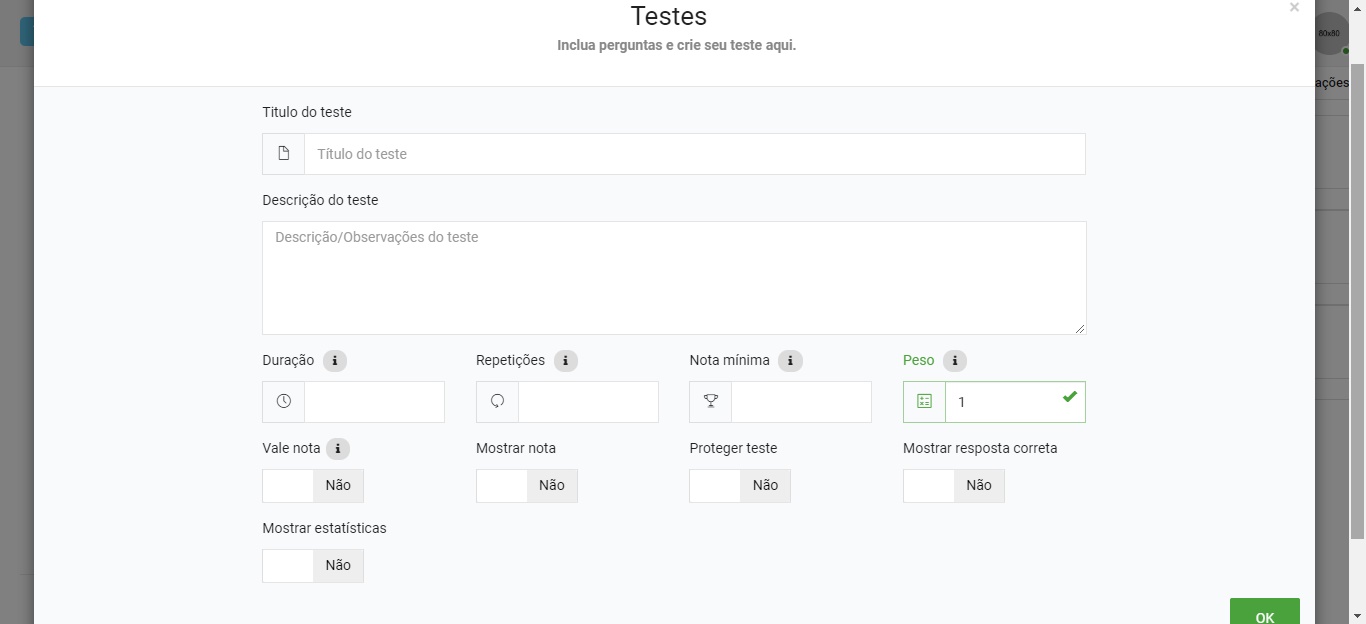 Testes
×
Inclua perguntas e crie seu teste aqui.
80x80
ações
Titulo do teste
Título do teste
Descrição do teste
Descrição/Observações do teste
Duração i Repetições i Nota mínima i Peso i
1
Vale nota i Mostrar nota Proteger teste Mostrar resposta correta
Não Não Não Não
Mostrar estatísticas
Não
OK